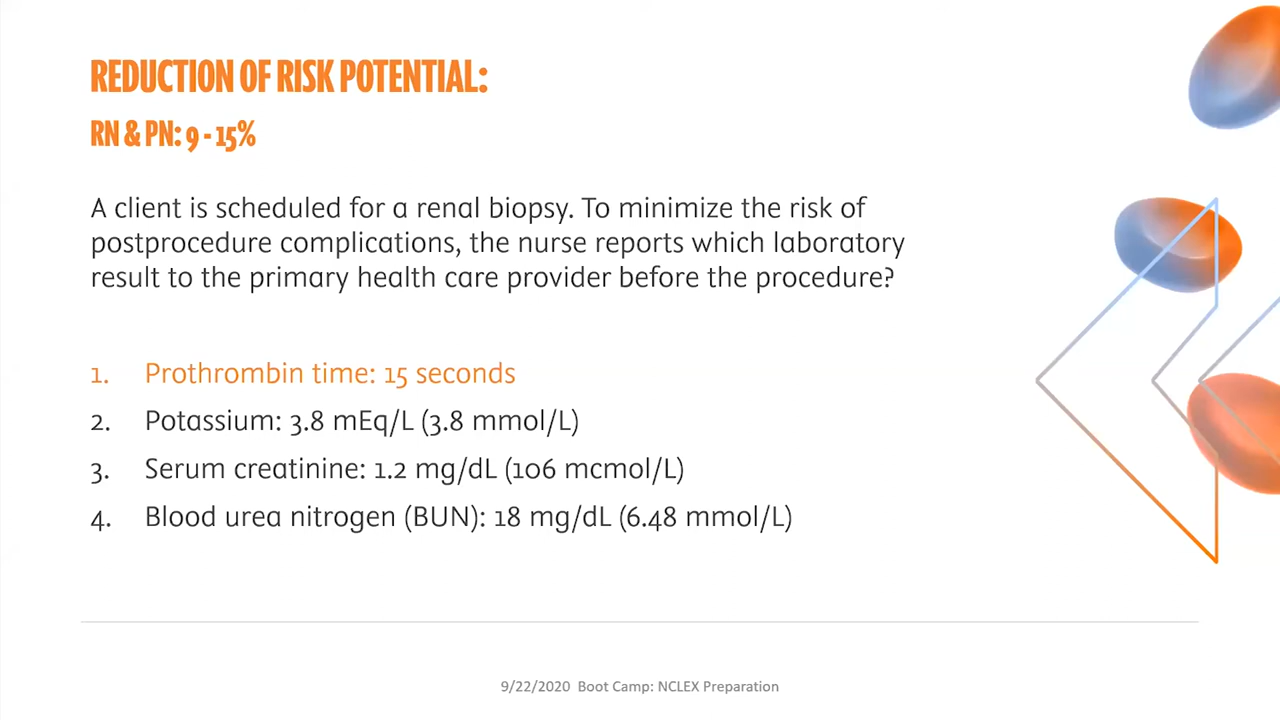 REDUCTION OF RISK POTENTIAL:
RN & PN: 9 - 15%
A client is scheduled for a renal biopsy. To minimize the risk of
postprocedure complications, the nurse reports which laboratory
result to the primary health care provider before the procedure?
1. Prothrombin time: 15 seconds
2. Potassium: 3.8 mEq/L (3.8 mmol/L)
3. Serum creatinine: 1.2 mg/dL (106 mcmol/L)
4. Blood urea nitrogen (BUN): 18 mg/dL (6.48 mmol/L)
9/22/2020 Boot Camp: NCLEX Preparation